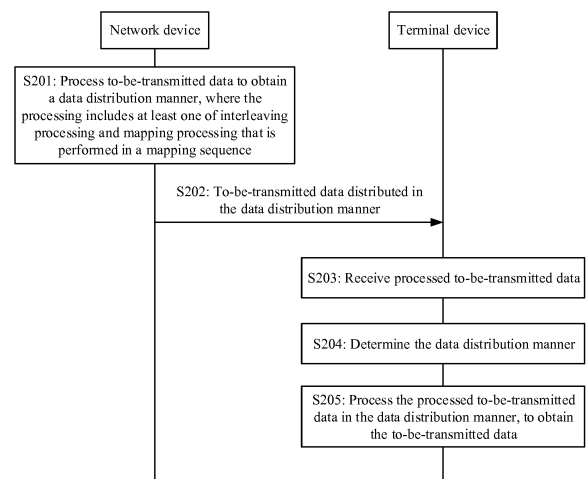 Network device
Terminal device
S201: Process to-be-transmitted data to obtain
a data distribution manner, where the
processing includes at least one of interleaving
processing and mapping processing that is
performed in a mapping sequence
S202: To-be-transmitted data distributed in
the data distribution manner
S203: Receive processed to-be-transmitted data
S204: Determine the data distribution manner
S205: Process the processed to-be-transmitted
data in the data distribution manner, to obtain
the to-be-transmitted data